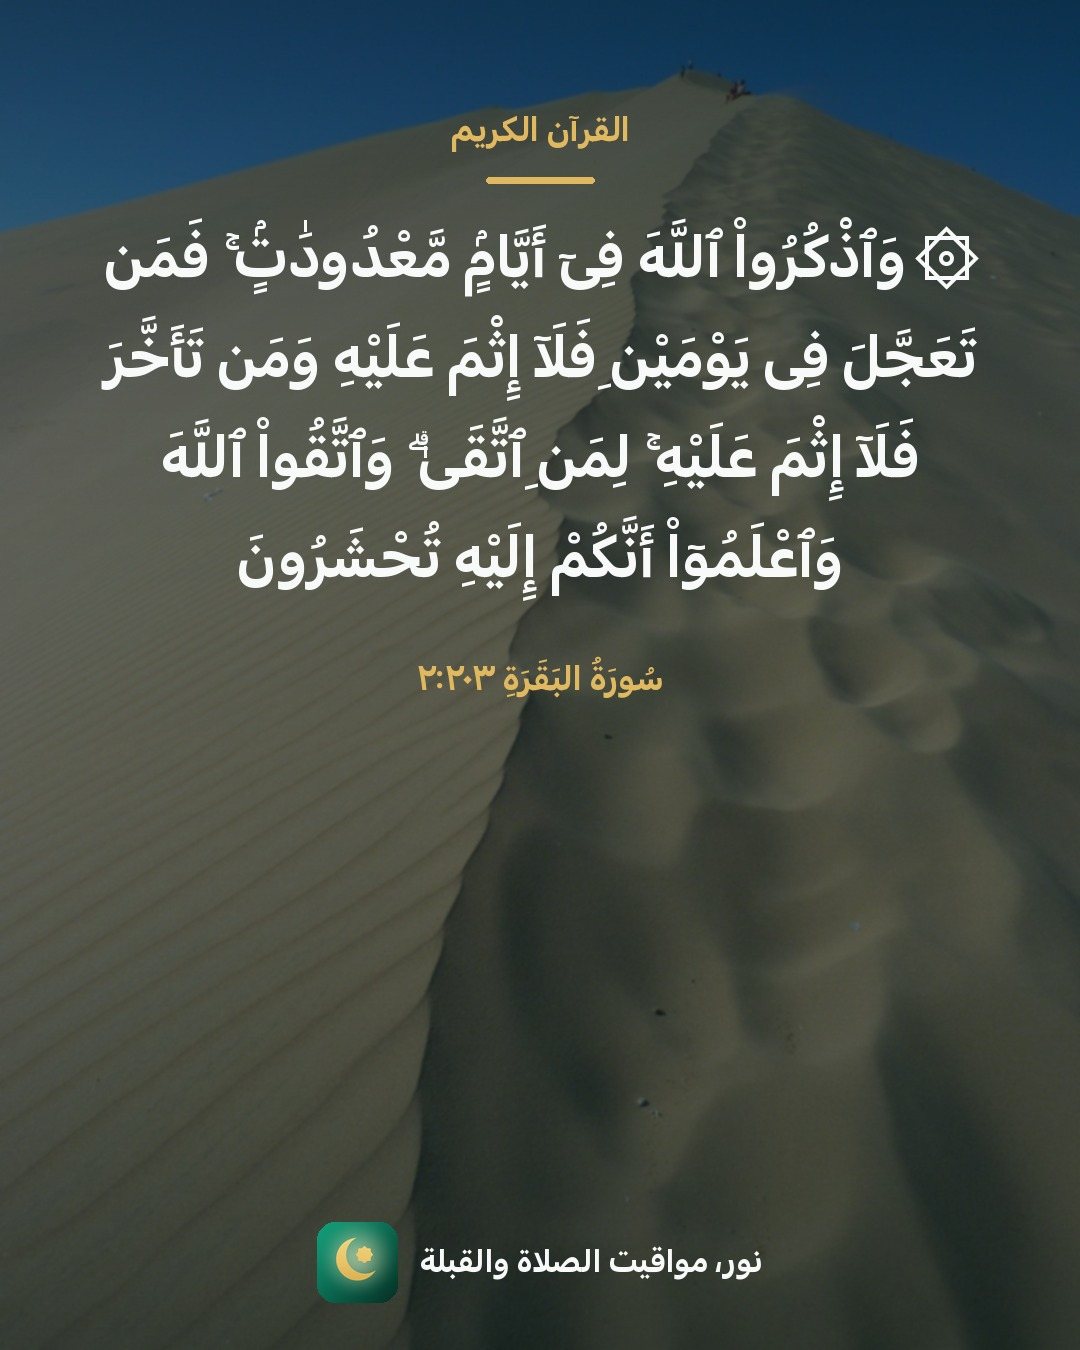 القرآن الكريم
۞ وَٱذْكُرُوا۟ ٱللَّهَ فِىٓ أَيَّامٍۢ مَّعْدُودَٰتٍۢ ۚ فَمَن
تَعَجَّلَ فِى يَوْمَيْنِ فَلَآ إِثْمَ عَلَيْهِ وَمَن تَأَخَّرَ
فَلَآ إِثْمَ عَلَيْهِ ۚ لِمَنِ ٱتَّقَىٰ ۗ وَٱتَّقُوا۟ ٱللَّهَ
وَٱعْلَمُوٓا۟ أَنَّكُمْ إِلَيْهِ تُحْشَرُونَ
سُورَةُ البَقَرَةِ ٢:٢٠٣
نور، مواقيت الصلاة والقبلة